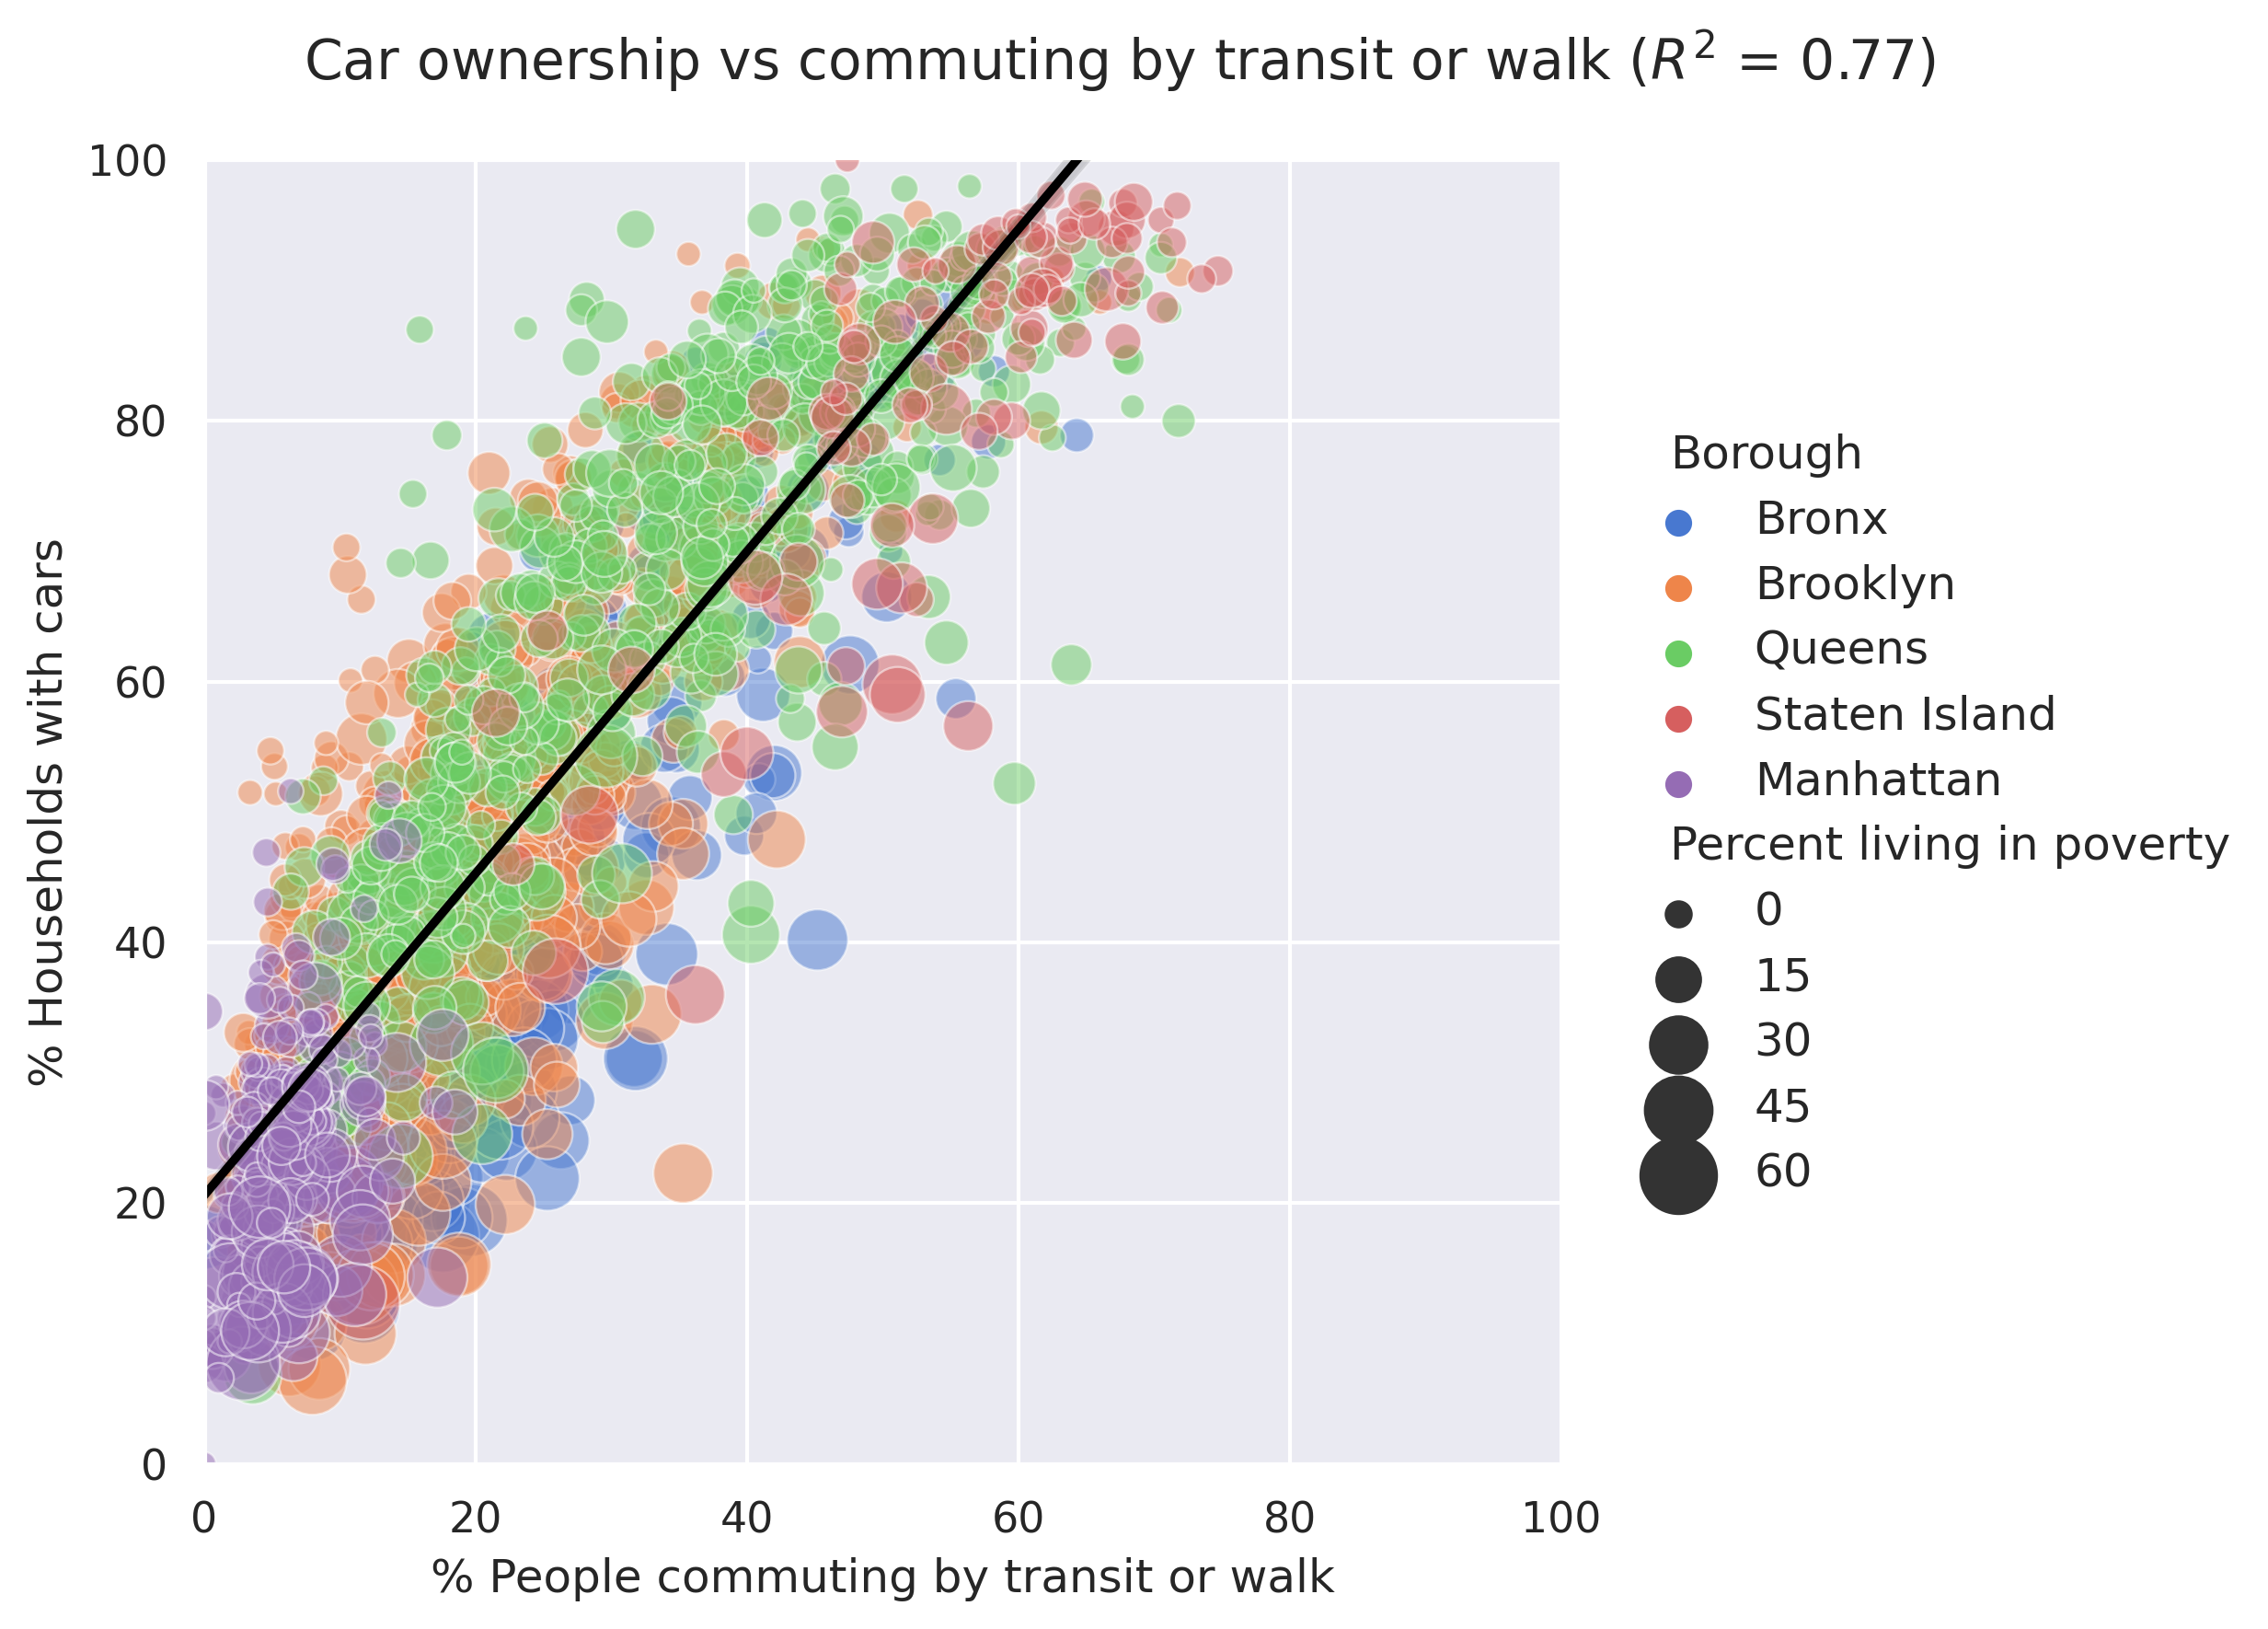 Car ownership vs commuting by transit or walk (R² = 0.77)
100
80
60
40
20
0
% Households with cars
0 20 40 60 80 100
% People commuting by transit or walk
Borough
Bronx
Brooklyn
Queens
Staten Island
Manhattan
Percent living in poverty
0
15
30
45
60